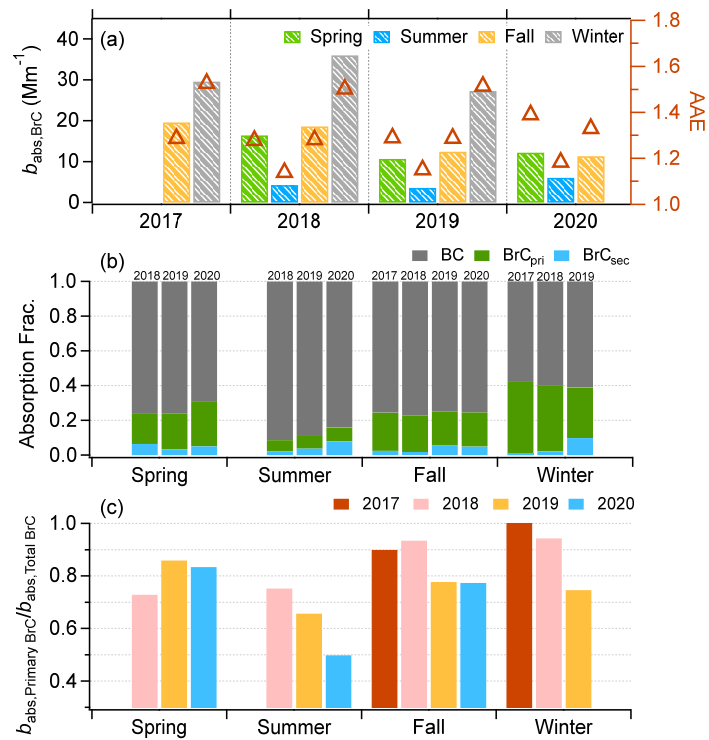 (a)
Spring Summer Fall Winter
40
30
20
10
0
b_abs,BrC (Mm⁻¹)
1.8
1.6
1.4
1.2
1.0
AAE
2017 2018 2019 2020
(b)
BC BrC_pri BrC_sec
2018 2019 2020 2018 2019 2020 2017 2018 2019 2020 2017 2018 2019
1.0
0.8
0.6
0.4
0.2
0.0
Absorption Frac.
Spring Summer Fall Winter
(c)
2017 2018 2019 2020
1.0
0.8
0.6
0.4
b_abs,Primary BrC/b_abs,Total BrC
Spring Summer Fall Winter